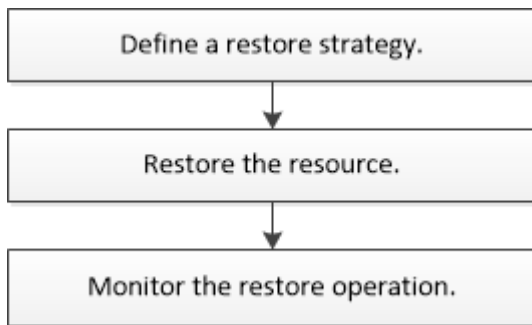 Define a restore strategy.
Restore the resource.
Monitor the restore operation.